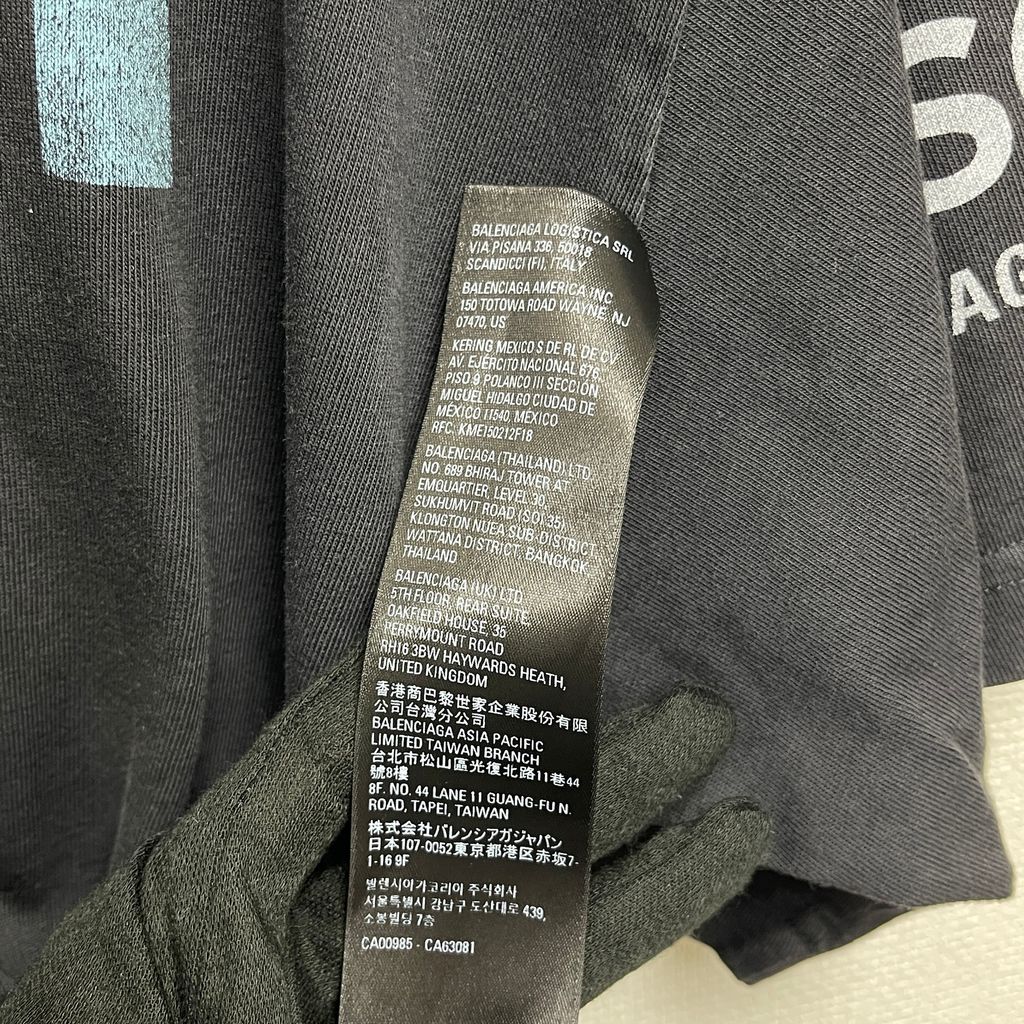 S
AG
BALENCIAGA LOGISTICA SRL
VIA PISANA 336, 50018
SCANDICCI (FI), ITALY
BALENCIAGA AMERICA INC
150 TOTOWA ROAD WAYNE, NJ
07470, US
KERING MEXICO S DE RL DE CV
AV. EJÉRCITO NACIONAL 676,
PISO 9 POLANCO III SECCIÓN
MIGUEL HIDALGO CIUDAD DE
MÉXICO 11540, MÉXICO
RFC. KME150212F18
BALENCIAGA (THAILAND) LTD
NO. 689 BHIRAJ TOWER AT
EMQUARTIER, LEVEL 30,
SUKHUMVIT ROAD (SOI 35),
KLONGTON NUEA SUB-DISTRICT,
WATTANA DISTRICT, BANGKOK,
THAILAND
BALENCIAGA (UK) LTD
5TH FLOOR, REAR SUITE,
OAKFIELD HOUSE, 35
PERRYMOUNT ROAD
RH16 3BW HAYWARDS HEATH,
UNITED KINGDOM
香港商巴黎世家企業股份有限
公司台灣分公司
BALENCIAGA ASIA PACIFIC
LIMITED TAIWAN BRANCH
台北市松山區光復北路11巷44
號8樓
8F. NO. 44 LANE 11 GUANG-FU N.
ROAD, TAPEI, TAIWAN
株式会社バレンシアガジャパン
日本107-0052東京都港区赤坂7-
1-16 9F
발렌시아가코리아 주식회사
서울특별시 강남구 도산대로 439,
소봉빌딩 7층
CA00985 - CA63081